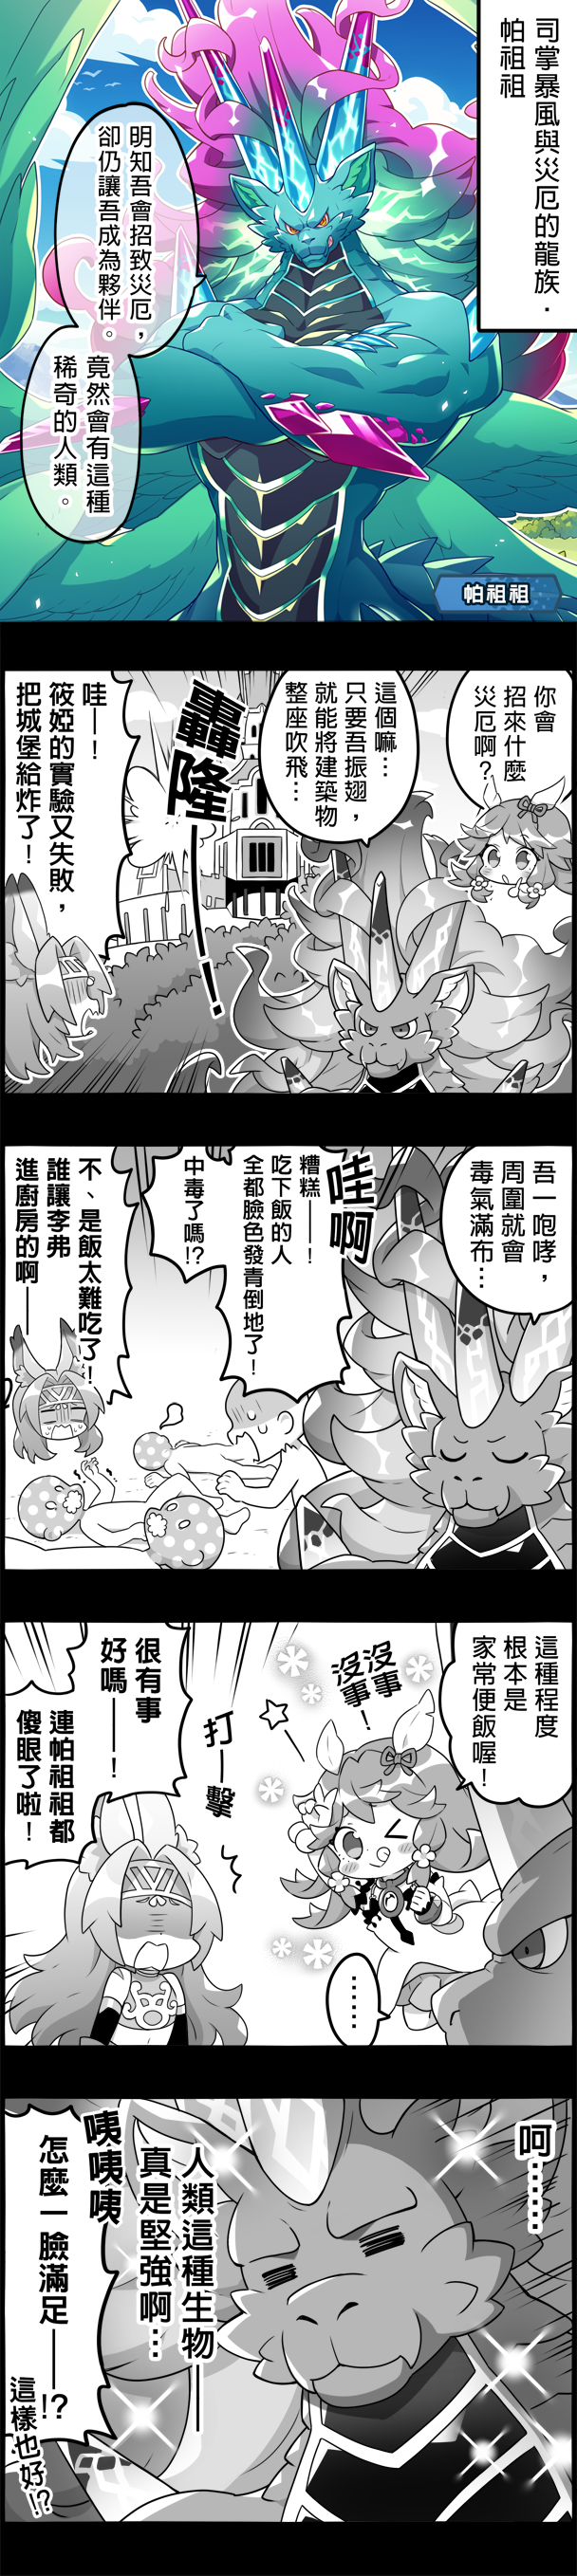 司掌暴風與災厄的龍族．
帕祖祖
明知吾會招致災厄，
卻仍讓吾成為夥伴。
竟然會有這種
稀奇的人類。
帕祖祖
你會
招來什麼
災厄啊？
這個嘛…
只要吾振翅，
就能將建築物
整座吹飛…
轟隆——！
哇—！
筱婭的實驗又失敗，
把城堡給炸了！
吾一咆哮，
周圍就會
毒氣滿布…
哇啊
糟糕——！
吃下飯的人
全都臉色發青倒地了！
中毒了嗎!?
不、是飯太難吃了！
誰讓李弗
進廚房的啊——
這種程度
根本是
家常便飯喔！
沒事
沒事！
……
打—擊
很有事
好嗎——！
連帕祖祖都
傻眼了啦！
呵……
人類這種生物——
真是堅強啊…
咦咦咦
怎麼一臉滿足——!?
這樣也好!?